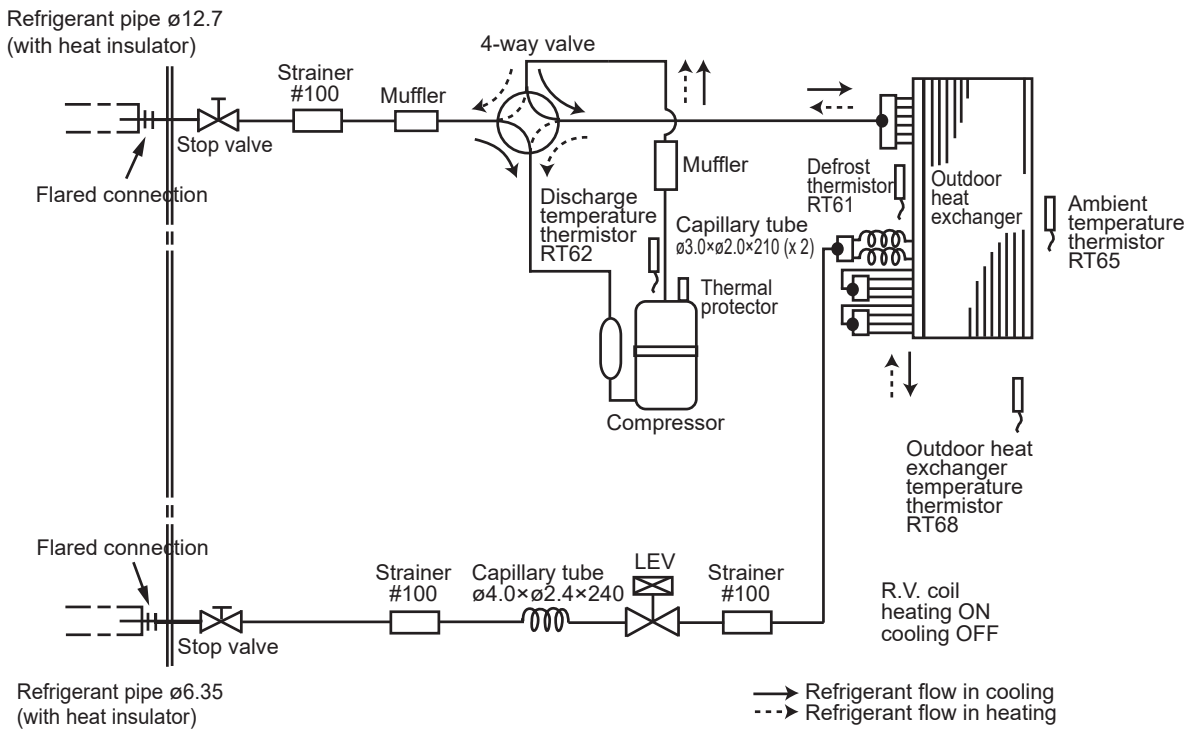 Refrigerant pipe ø12.7
(with heat insulator)
4-way valve
Strainer
#100
Muffler
Stop valve
Flared connection
Muffler
Discharge
temperature
thermistor
RT62
Capillary tube
ø3.0×ø2.0×210 (x 2)
Thermal
protector
Compressor
Defrost
thermistor
RT61
Outdoor
heat
exchanger
Ambient
temperature
thermistor
RT65
Outdoor heat
exchanger
temperature
thermistor
RT68
Flared connection
Stop valve
Strainer
#100
Capillary tube
ø4.0×ø2.4×240
LEV
Strainer
#100
R.V. coil
heating ON
cooling OFF
Refrigerant pipe ø6.35
(with heat insulator)
Refrigerant flow in cooling
Refrigerant flow in heating